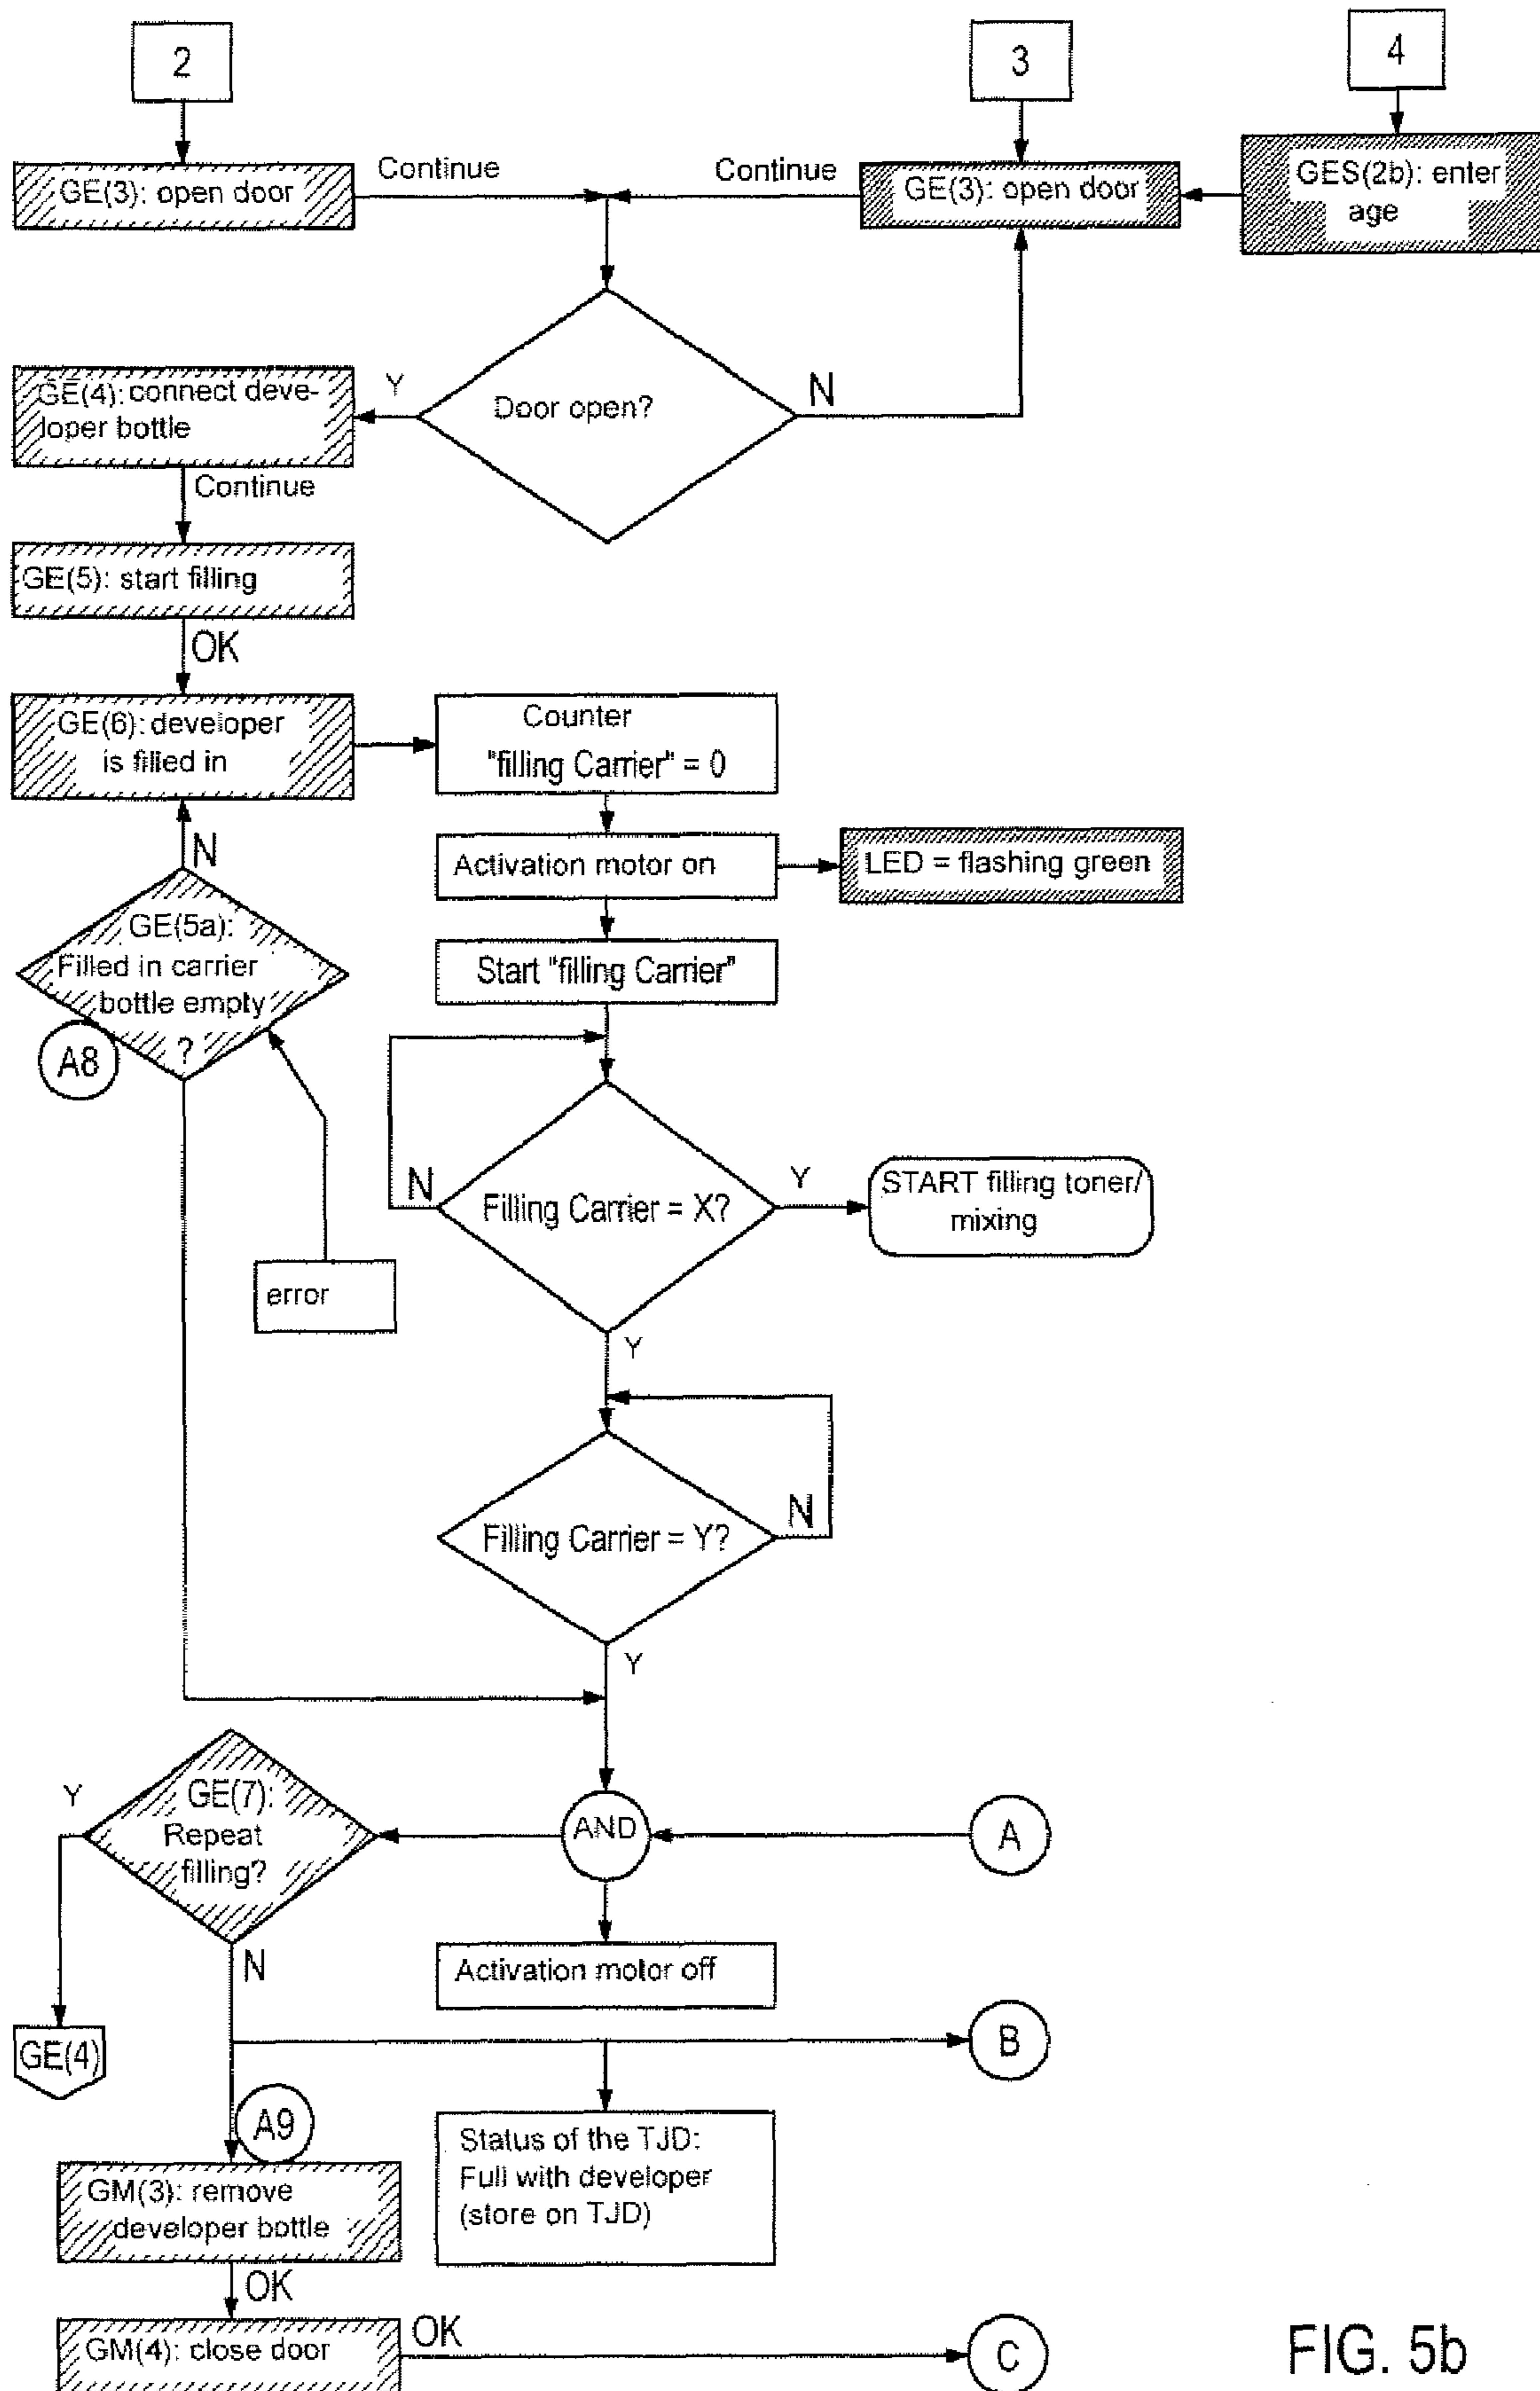 2
3
4
GE(3): open door
Continue
Continue
GE(3): open door
GES(2b): enter
age
GE(4): connect deve-
loper bottle
Y
Door open?
N
Continue
GE(5): start filling
OK
GE(6): developer
is filled in
Counter
"filling Carrier" = 0
N
Activation motor on
LED = flashing green
GE(5a):
Filled in carrier
bottle empty
?
A8
Start "filling Carrier"
N
Filling Carrier = X?
Y
START filling toner/
mixing
error
Y
Filling Carrier = Y?
N
Y
Y
GE(7):
Repeat
filling?
AND
A
N
Activation motor off
GE(4)
B
A9
Status of the TJD:
Full with developer
(store on TJD)
GM(3): remove
developer bottle
OK
GM(4): close door
OK
C
FIG. 5b